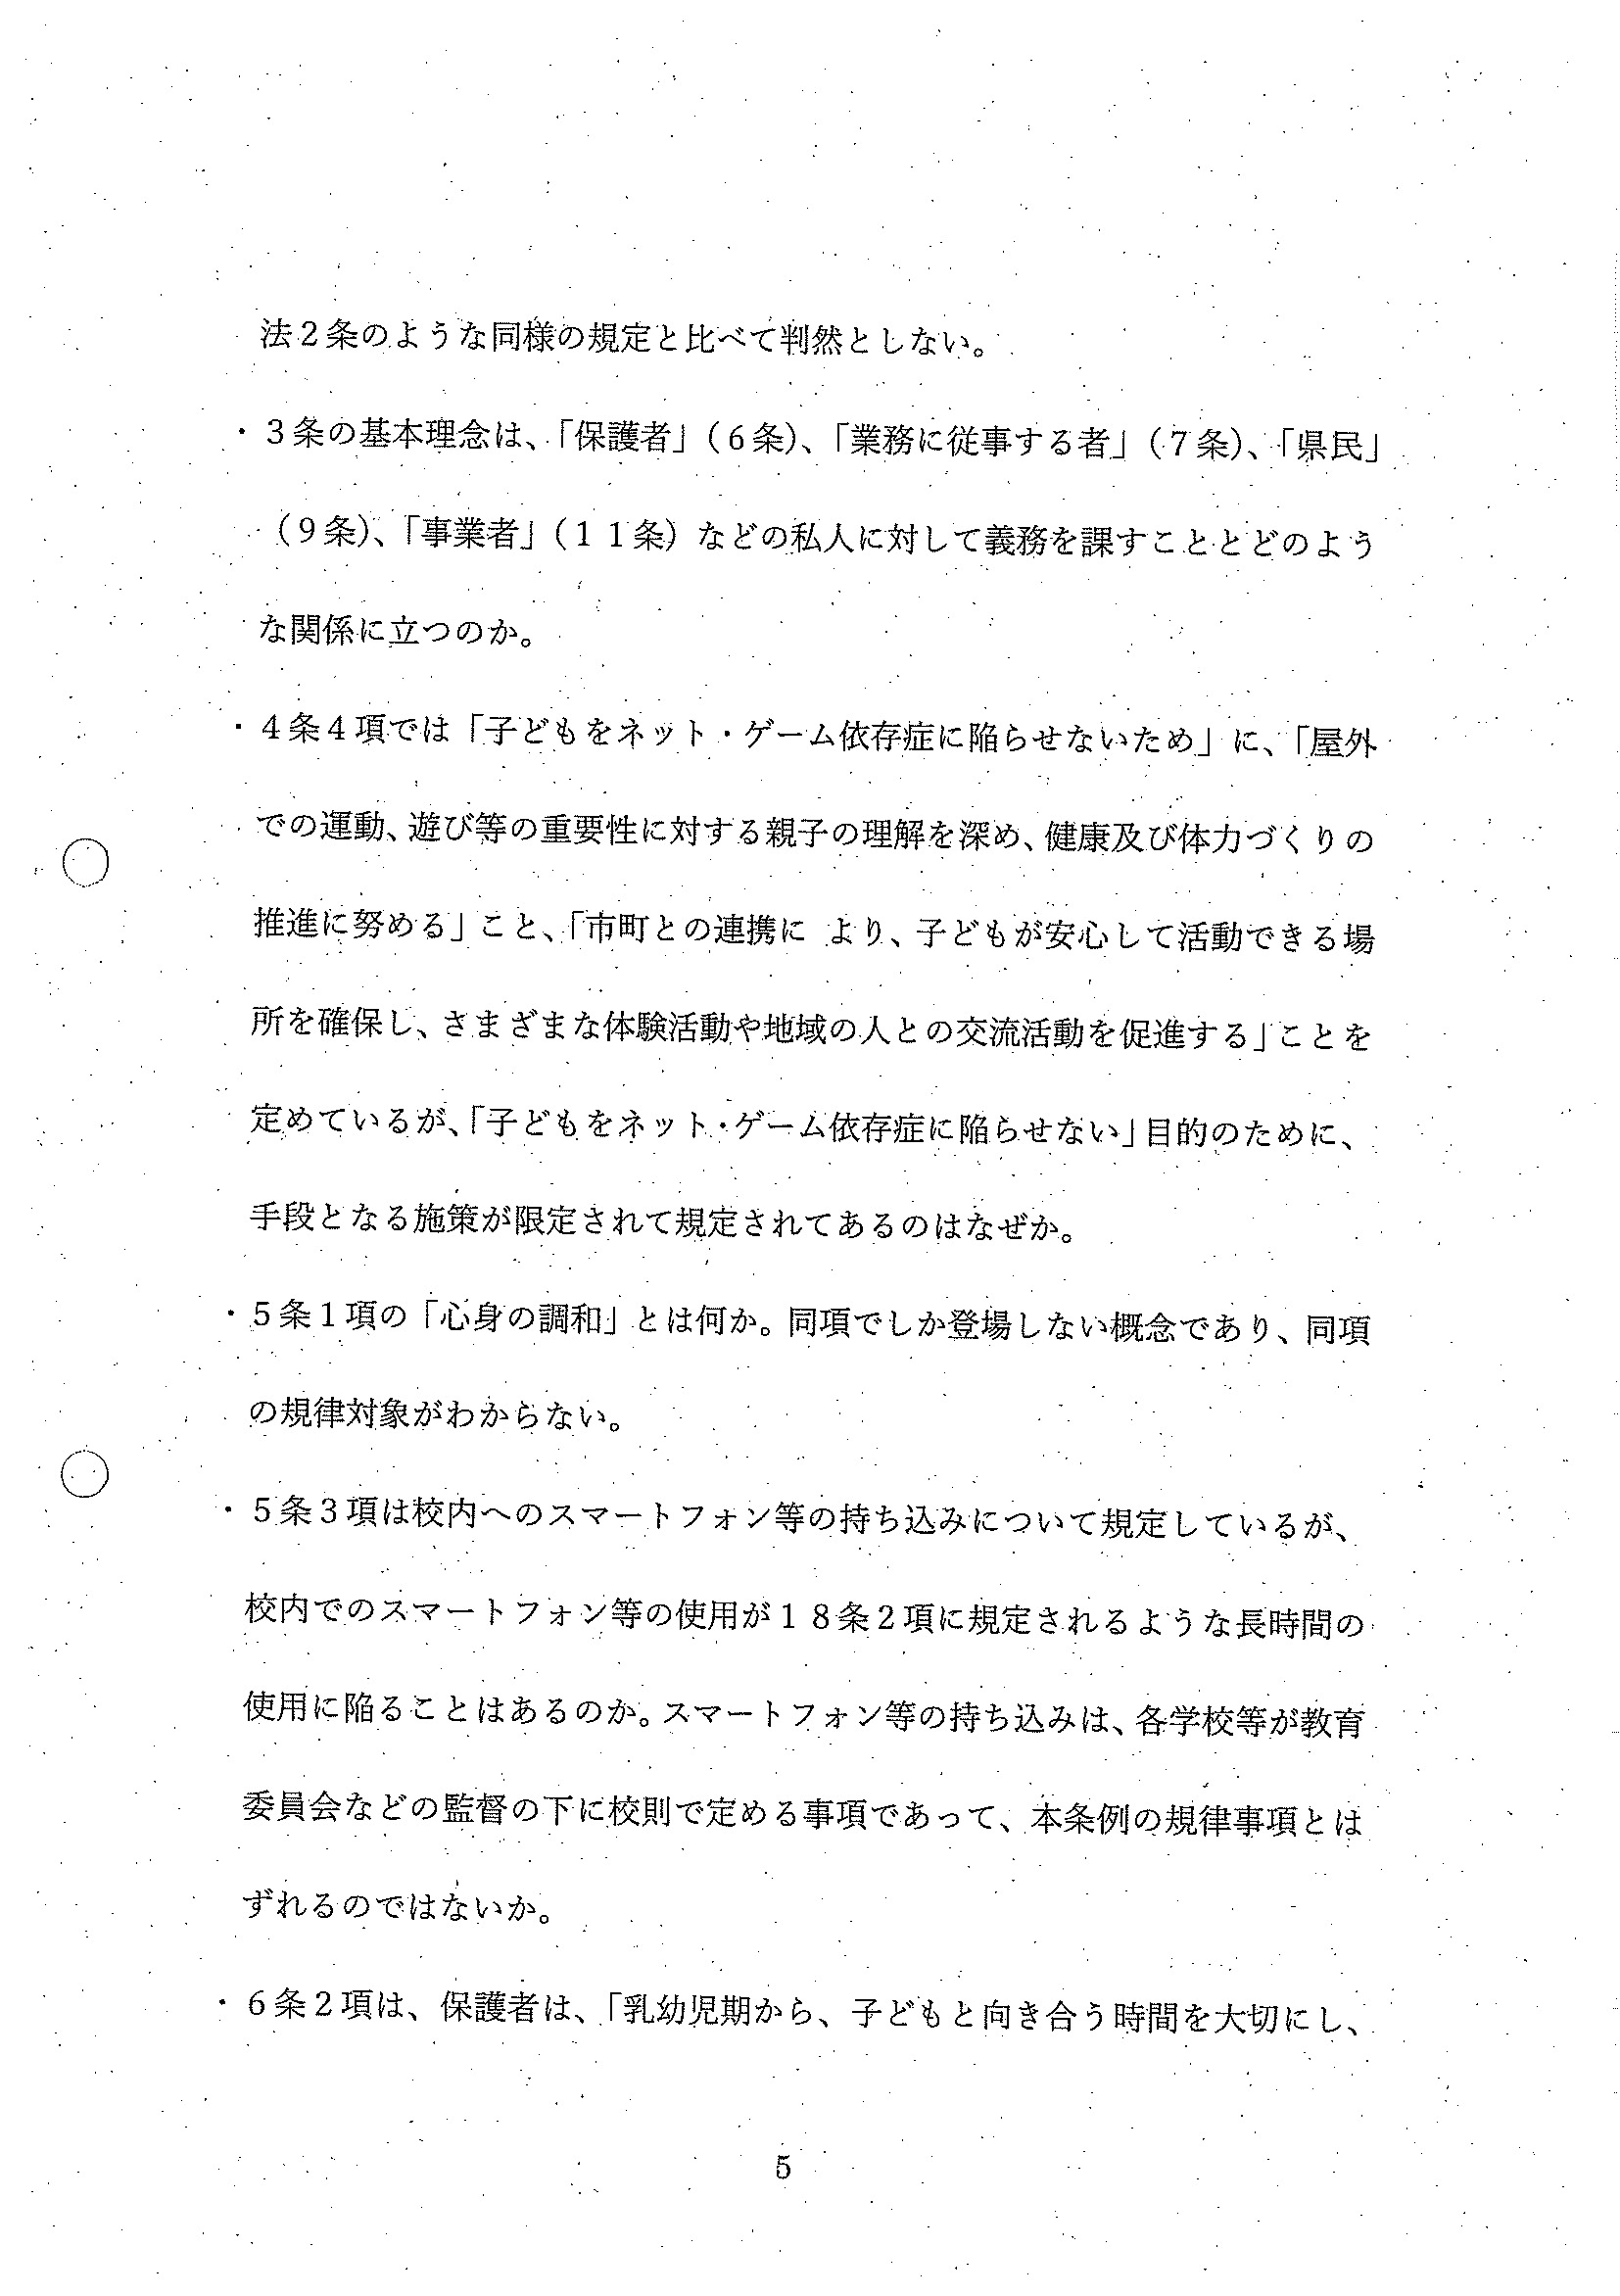 法2条のような同様の規定と比べて判然としない。
・3条の基本理念は、「保護者」(6条)、「業務に従事する者」(7条)、「県民」
(9条)、「事業者」(11条)などの私人に対して義務を課すこととどのよう
な関係に立つのか。
・4条4項では「子どもをネット・ゲーム依存症に陥らせないため」に、「屋外
での運動、遊び等の重要性に対する親子の理解を深め、健康及び体力づくりの
推進に努める」こと、「市町との連携に より、子どもが安心して活動できる場
所を確保し、さまざまな体験活動や地域の人との交流活動を促進する」ことを
定めているが、「子どもをネット・ゲーム依存症に陥らせない」目的のために、
手段となる施策が限定されて規定されてあるのはなぜか。
・5条1項の「心身の調和」とは何か。同項でしか登場しない概念であり、同項
の規律対象がわからない。
・5条3項は校内へのスマートフォン等の持ち込みについて規定しているが、
校内でのスマートフォン等の使用が18条2項に規定されるような長時間の
使用に陥ることはあるのか。スマートフォン等の持ち込みは、各学校等が教育
委員会などの監督の下に校則で定める事項であって、本条例の規律事項とは
ずれるのではないか。
・6条2項は、保護者は、「乳幼児期から、子どもと向き合う時間を大切にし、
5